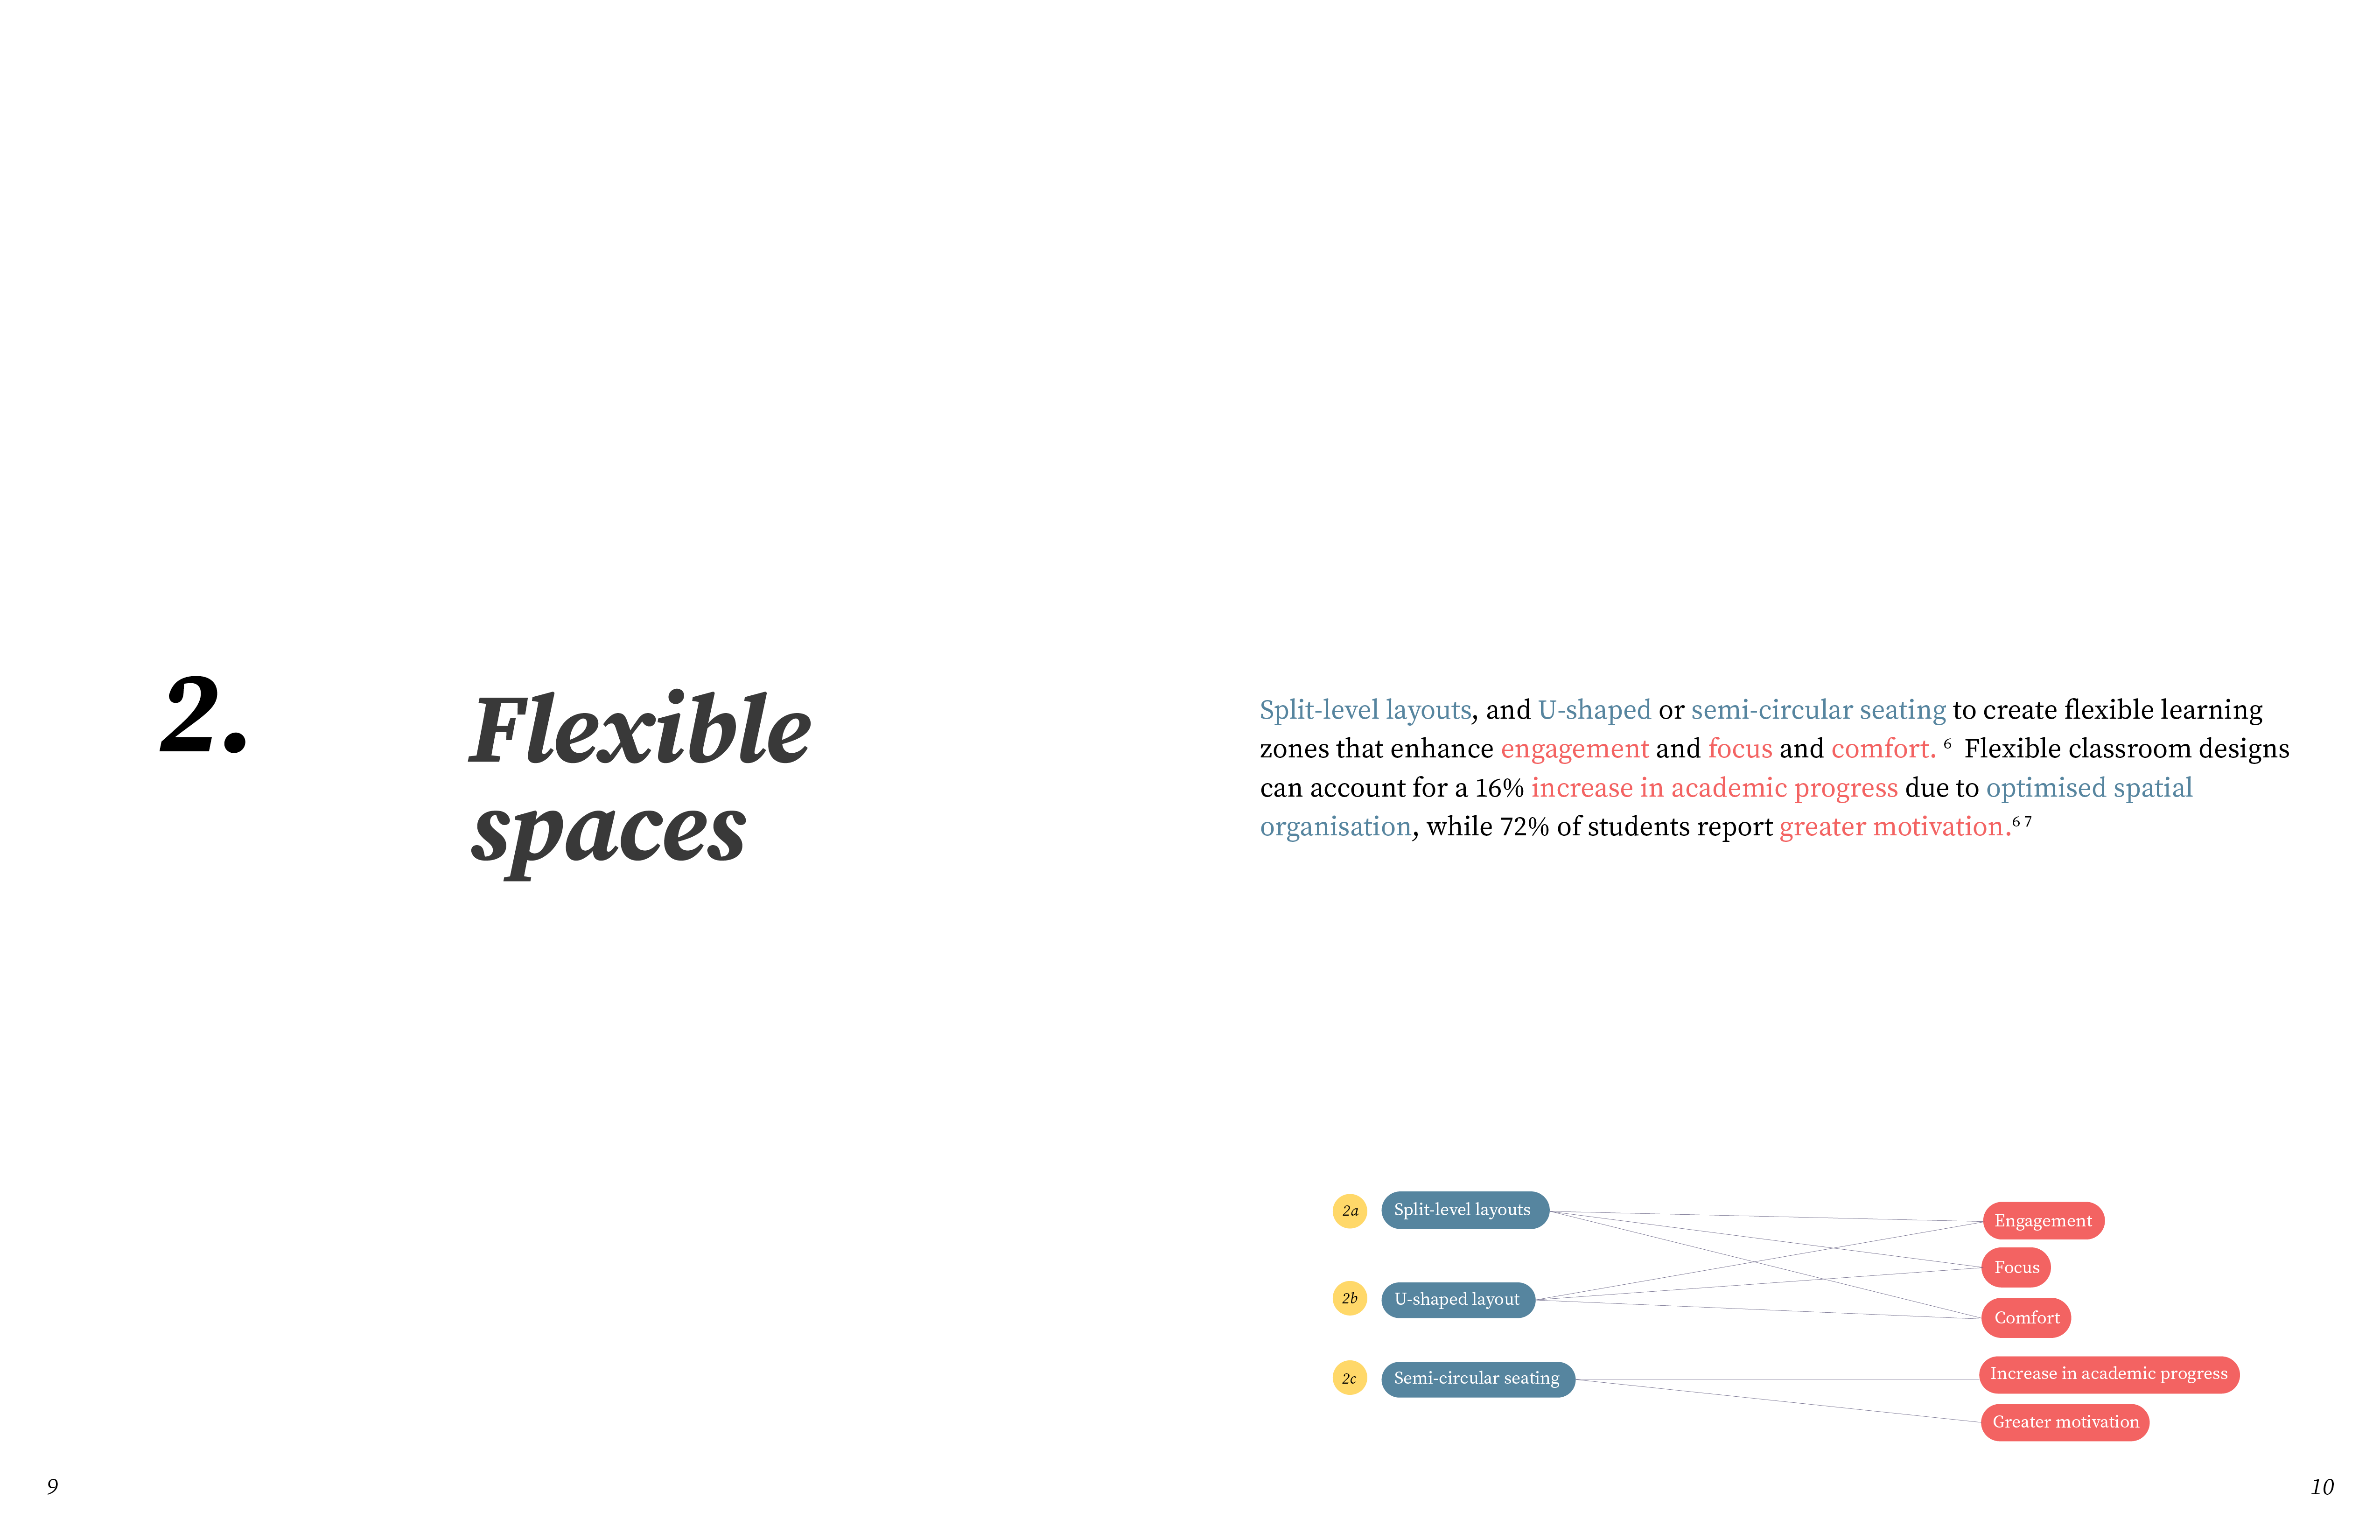 2.
Flexible
spaces
Split-level layouts, and U-shaped or semi-circular seating to create flexible learning
zones that enhance engagement and focus and comfort. ⁶ Flexible classroom designs
can account for a 16% increase in academic progress due to optimised spatial
organisation, while 72% of students report greater motivation.⁶ ⁷
2a Split-level layouts
2b U-shaped layout
2c Semi-circular seating
Engagement
Focus
Comfort
Increase in academic progress
Greater motivation
9
10